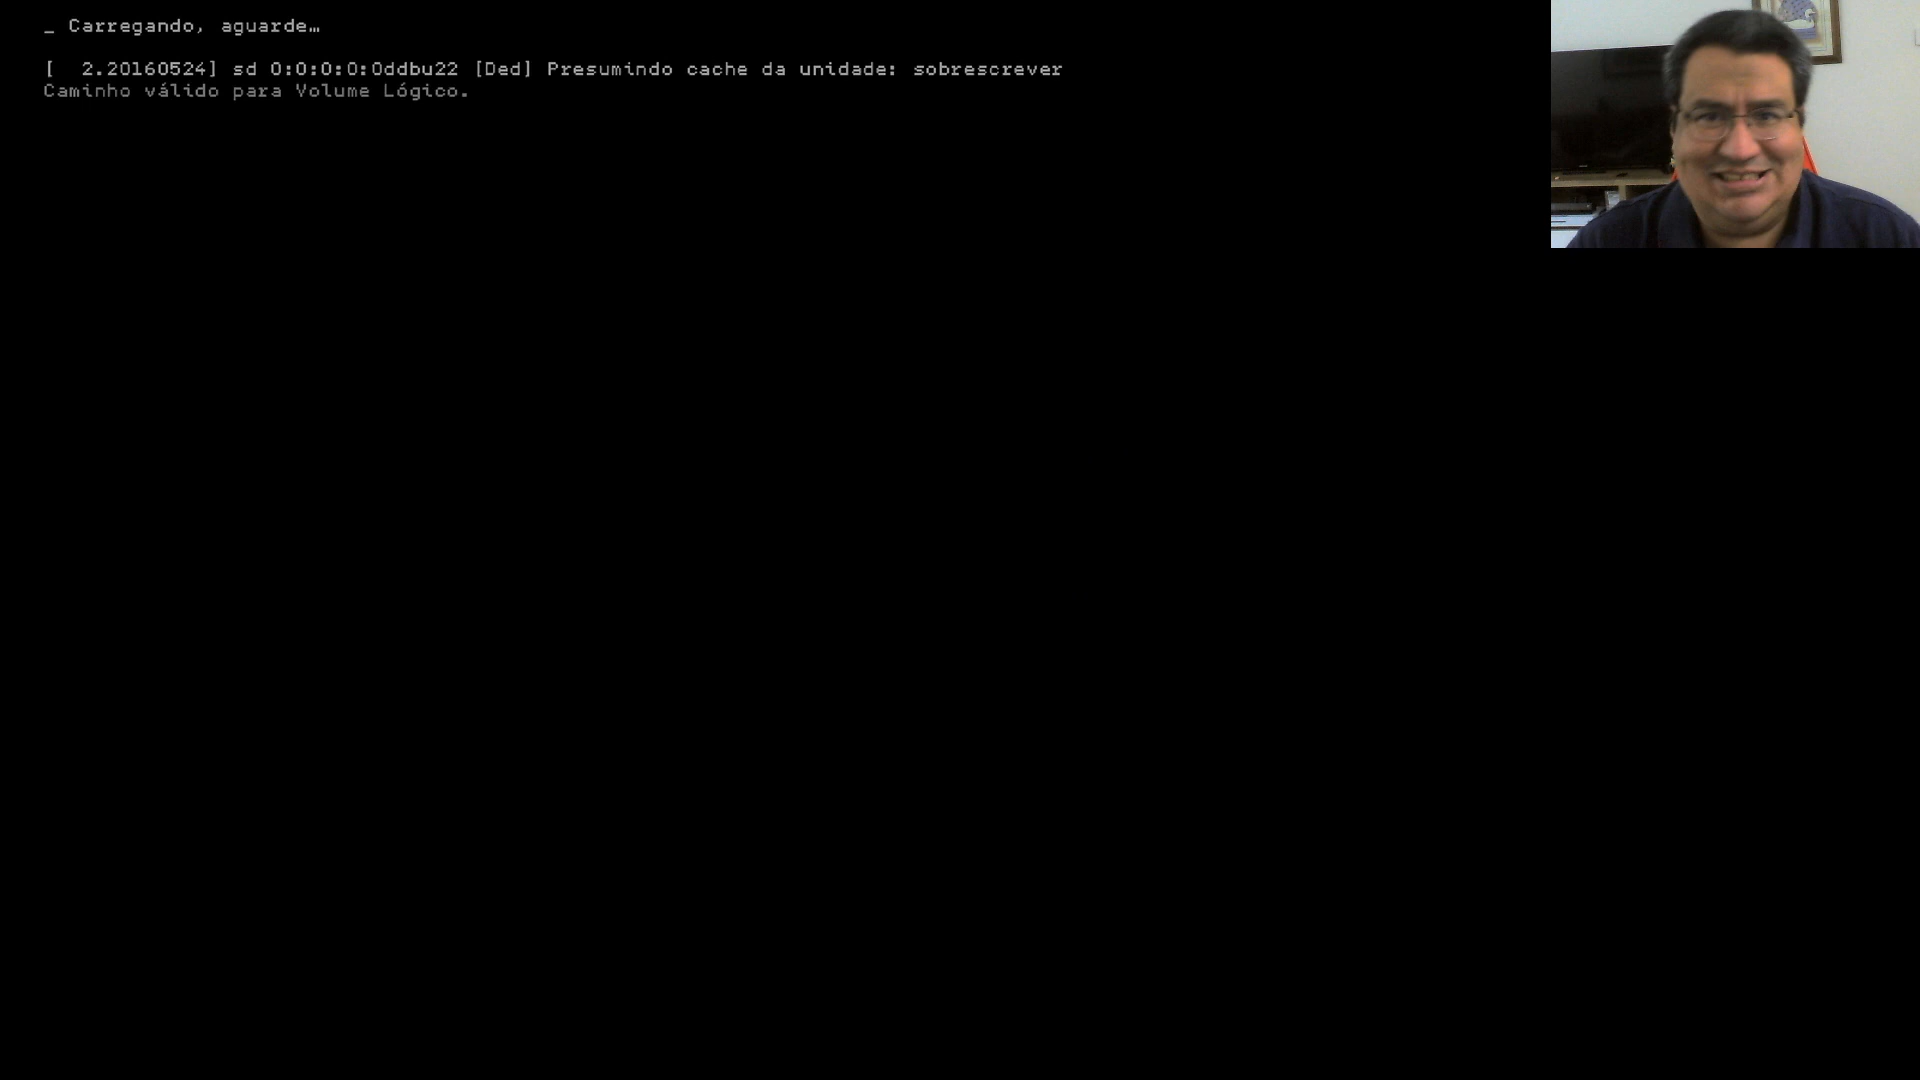 _ Carregando, aguarde…
[  2.20160524] sd 0:0:0:0:0ddbu22 [Ded] Presumindo cache da unidade: sobrescrever
Caminho válido para Volume Lógico.